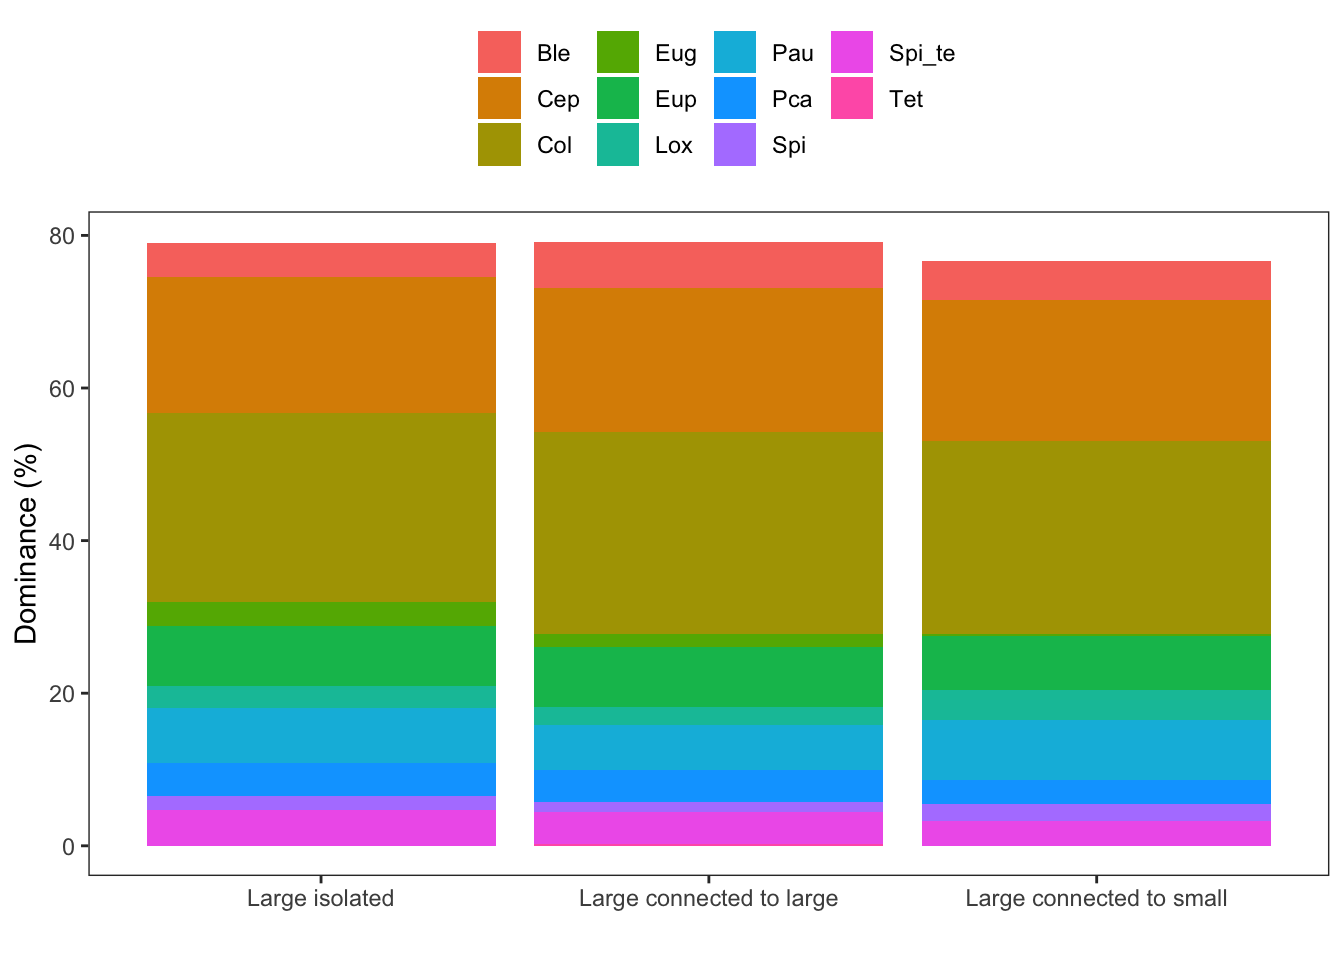 Ble Eug Pau Spi_te
Cep Eup Pca Tet
Col Lox Spi
Dominance (%)
80
60
40
20
0
Large isolated Large connected to large Large connected to small